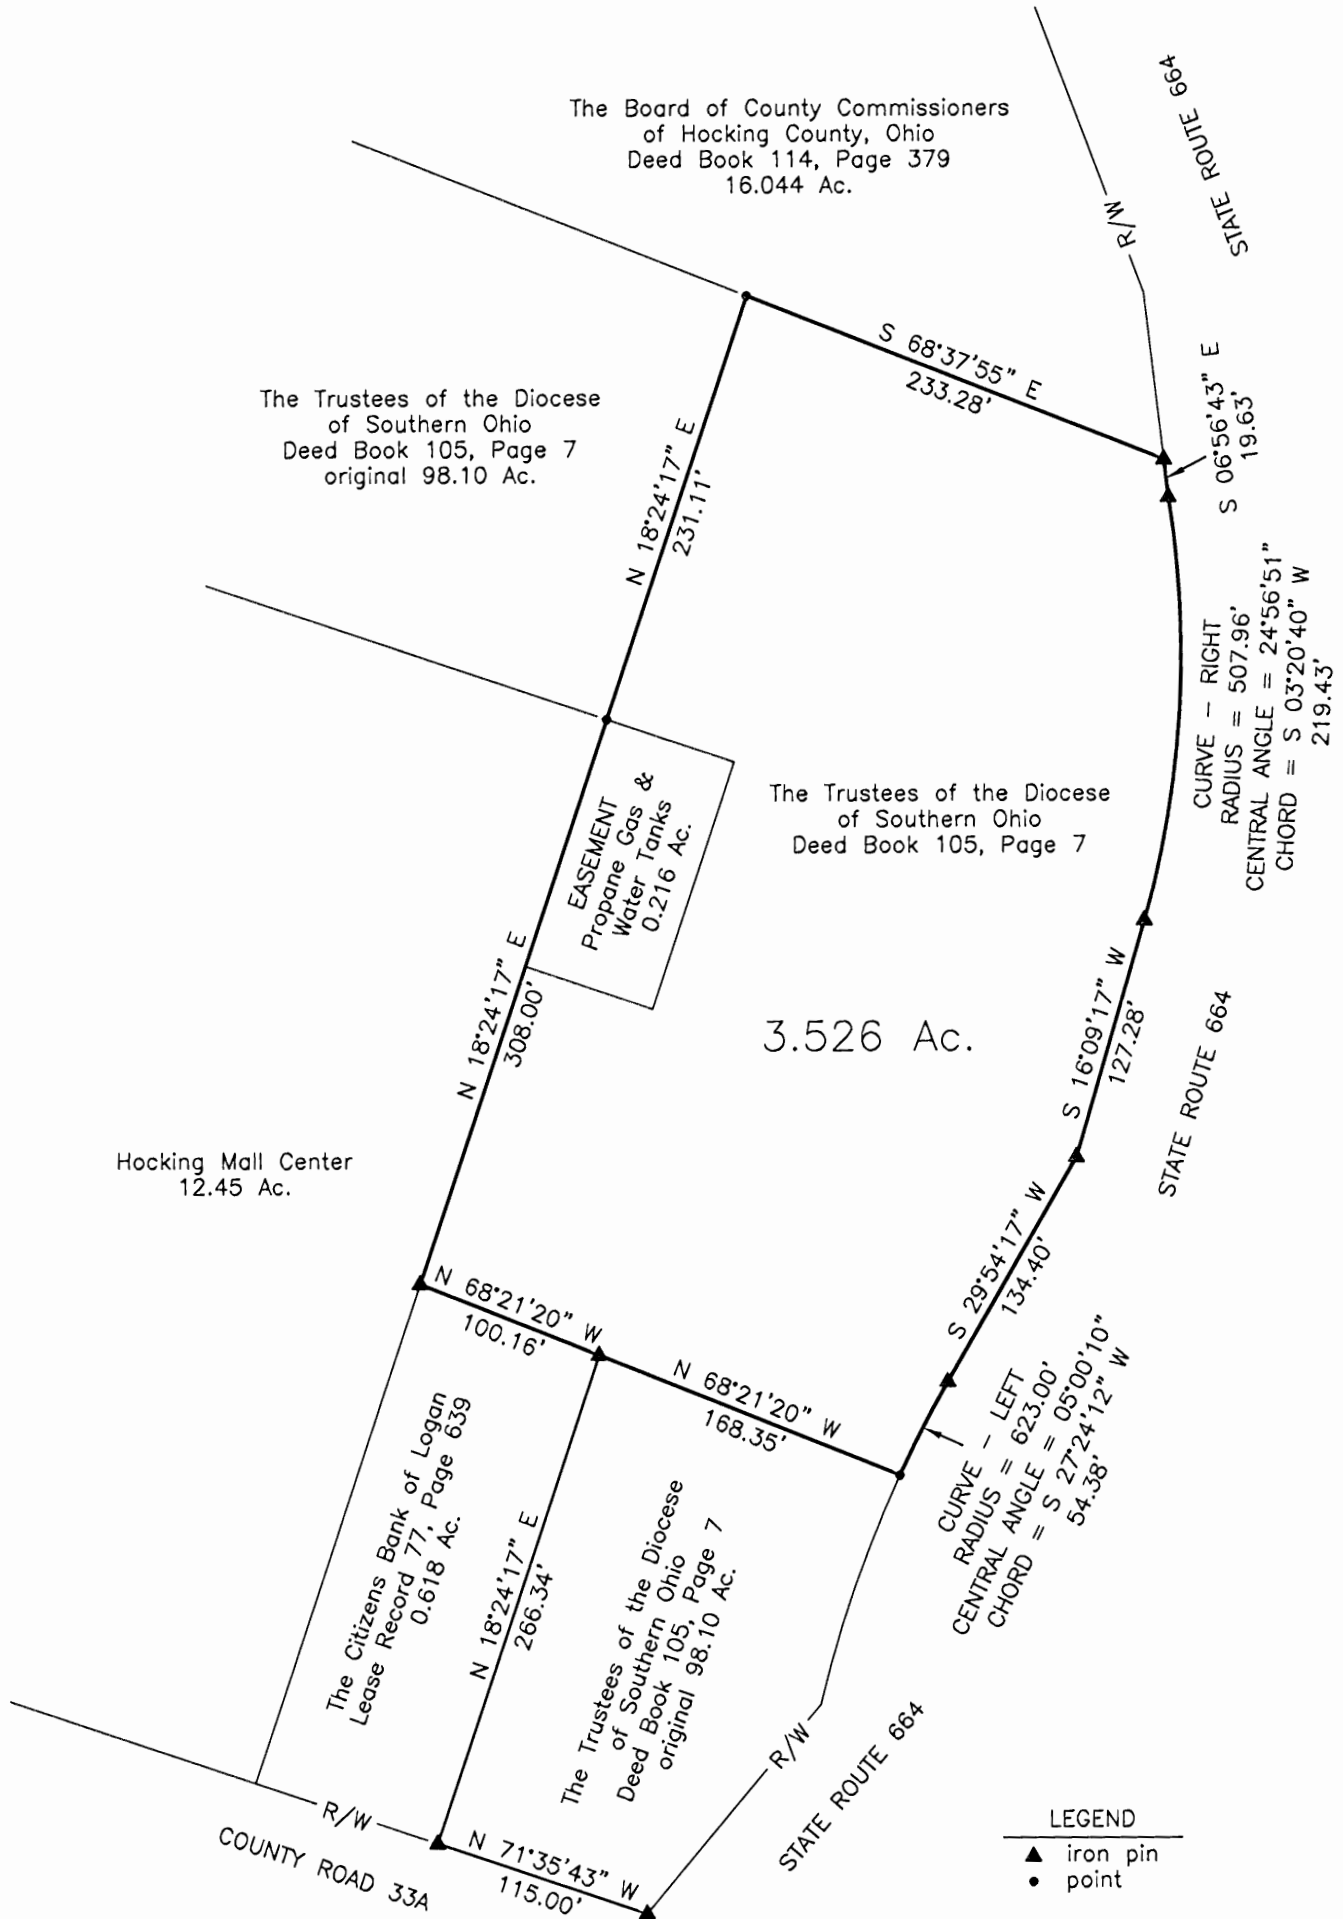 The Board of County Commissioners
of Hocking County, Ohio
Deed Book 114, Page 379
16.044 Ac.
STATE ROUTE 664
R/W
S 68°37'55" E
233.28'
S 06°56'43" E
19.63'
The Trustees of the Diocese
of Southern Ohio
Deed Book 105, Page 7
original 98.10 Ac.
N 18°24'17" E
231.11'
CURVE - RIGHT
RADIUS = 507.96'
CENTRAL ANGLE = 24°56'51"
CHORD = S 03°20'40" W
219.43'
EASEMENT
Propane Gas &
Water Tanks
0.216 Ac.
The Trustees of the Diocese
of Southern Ohio
Deed Book 105, Page 7
N 18°24'17" E
308.00'
3.526 Ac.
S 16°09'17" W
127.28'
STATE ROUTE 664
Hocking Mall Center
12.45 Ac.
S 29°54'17" W
134.40'
N 68°21'20" W
100.16'
N 68°21'20" W
168.35'
CURVE - LEFT
RADIUS = 623.00'
CENTRAL ANGLE = 05°00'10"
CHORD = S 27°24'12" W
54.38'
The Citizens Bank of Logan
Lease Record 77, Page 639
0.618 Ac.
N 18°24'17" E
266.34'
The Trustees of the Diocese
of Southern Ohio
Deed Book 105, Page 7
original 98.10 Ac.
R/W
STATE ROUTE 664
R/W
COUNTY ROAD 33A
N 71°35'43" W
115.00'
LEGEND
iron pin
point